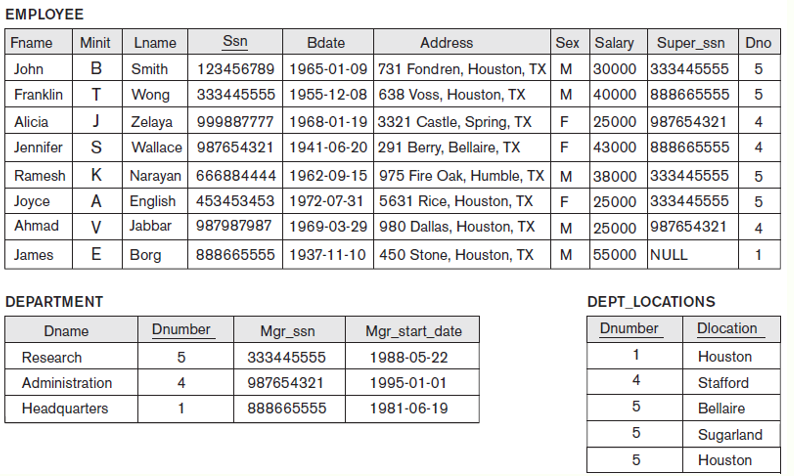 EMPLOYEE
Fname Minit Lname Ssn Bdate Address Sex Salary Super_ssn Dno
John B Smith 123456789 1965-01-09 731 Fondren, Houston, TX M 30000 333445555 5
Franklin T Wong 333445555 1955-12-08 638 Voss, Houston, TX M 40000 888665555 5
Alicia J Zelaya 999887777 1968-01-19 3321 Castle, Spring, TX F 25000 987654321 4
Jennifer S Wallace 987654321 1941-06-20 291 Berry, Bellaire, TX F 43000 888665555 4
Ramesh K Narayan 666884444 1962-09-15 975 Fire Oak, Humble, TX M 38000 333445555 5
Joyce A English 453453453 1972-07-31 5631 Rice, Houston, TX F 25000 333445555 5
Ahmad V Jabbar 987987987 1969-03-29 980 Dallas, Houston, TX M 25000 987654321 4
James E Borg 888665555 1937-11-10 450 Stone, Houston, TX M 55000 NULL 1
DEPARTMENT
Dname Dnumber Mgr_ssn Mgr_start_date
Research 5 333445555 1988-05-22
Administration 4 987654321 1995-01-01
Headquarters 1 888665555 1981-06-19
DEPT_LOCATIONS
Dnumber Dlocation
1 Houston
4 Stafford
5 Bellaire
5 Sugarland
5 Houston